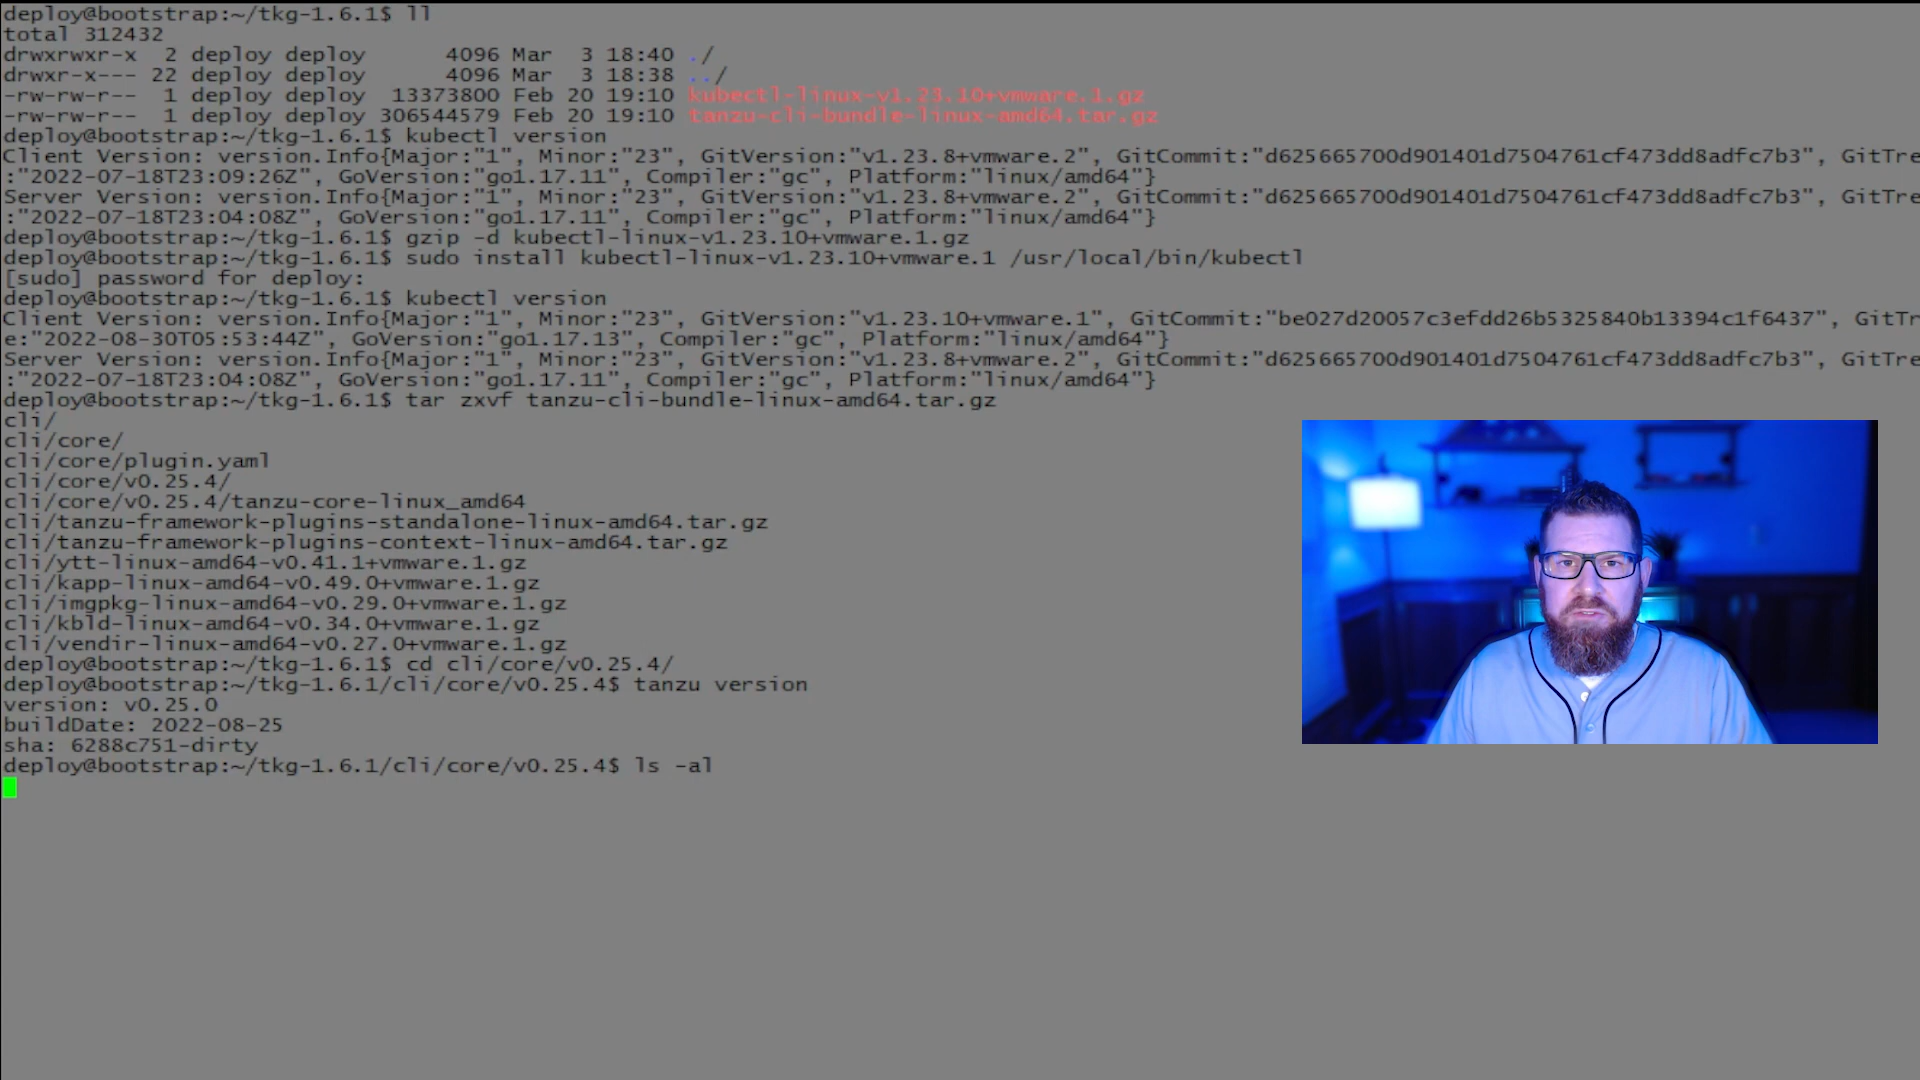 deploy@bootstrap:~/tkg-1.6.1$ ll
total 312432
drwxrwxr-x  2 deploy deploy      4096 Mar  3 18:40 ./
drwxr-x--- 22 deploy deploy      4096 Mar  3 18:38 ../
-rw-rw-r--  1 deploy deploy  13373800 Feb 20 19:10 kubectl-linux-v1.23.10+vmware.1.gz
-rw-rw-r--  1 deploy deploy 306544579 Feb 20 19:10 tanzu-cli-bundle-linux-amd64.tar.gz
deploy@bootstrap:~/tkg-1.6.1$ kubectl version
Client Version: version.Info{Major:"1", Minor:"23", GitVersion:"v1.23.8+vmware.2", GitCommit:"d625665700d901401d7504761cf473dd8adfc7b3", GitTre
:"2022-07-18T23:09:26Z", GoVersion:"go1.17.11", Compiler:"gc", Platform:"linux/amd64"}
Server Version: version.Info{Major:"1", Minor:"23", GitVersion:"v1.23.8+vmware.2", GitCommit:"d625665700d901401d7504761cf473dd8adfc7b3", GitTre
:"2022-07-18T23:04:08Z", GoVersion:"go1.17.11", Compiler:"gc", Platform:"linux/amd64"}
deploy@bootstrap:~/tkg-1.6.1$ gzip -d kubectl-linux-v1.23.10+vmware.1.gz
deploy@bootstrap:~/tkg-1.6.1$ sudo install kubectl-linux-v1.23.10+vmware.1 /usr/local/bin/kubectl
[sudo] password for deploy:
deploy@bootstrap:~/tkg-1.6.1$ kubectl version
Client Version: version.Info{Major:"1", Minor:"23", GitVersion:"v1.23.10+vmware.1", GitCommit:"be027d20057c3efdd26b5325840b13394c1f6437", GitTr
e:"2022-08-30T05:53:44Z", GoVersion:"go1.17.13", Compiler:"gc", Platform:"linux/amd64"}
Server Version: version.Info{Major:"1", Minor:"23", GitVersion:"v1.23.8+vmware.2", GitCommit:"d625665700d901401d7504761cf473dd8adfc7b3", GitTre
:"2022-07-18T23:04:08Z", GoVersion:"go1.17.11", Compiler:"gc", Platform:"linux/amd64"}
deploy@bootstrap:~/tkg-1.6.1$ tar zxvf tanzu-cli-bundle-linux-amd64.tar.gz
cli/
cli/core/
cli/core/plugin.yaml
cli/core/v0.25.4/
cli/core/v0.25.4/tanzu-core-linux_amd64
cli/tanzu-framework-plugins-standalone-linux-amd64.tar.gz
cli/tanzu-framework-plugins-context-linux-amd64.tar.gz
cli/ytt-linux-amd64-v0.41.1+vmware.1.gz
cli/kapp-linux-amd64-v0.49.0+vmware.1.gz
cli/imgpkg-linux-amd64-v0.29.0+vmware.1.gz
cli/kbld-linux-amd64-v0.34.0+vmware.1.gz
cli/vendir-linux-amd64-v0.27.0+vmware.1.gz
deploy@bootstrap:~/tkg-1.6.1$ cd cli/core/v0.25.4/
deploy@bootstrap:~/tkg-1.6.1/cli/core/v0.25.4$ tanzu version
version: v0.25.0
buildDate: 2022-08-25
sha: 6288c751-dirty
deploy@bootstrap:~/tkg-1.6.1/cli/core/v0.25.4$ ls -al